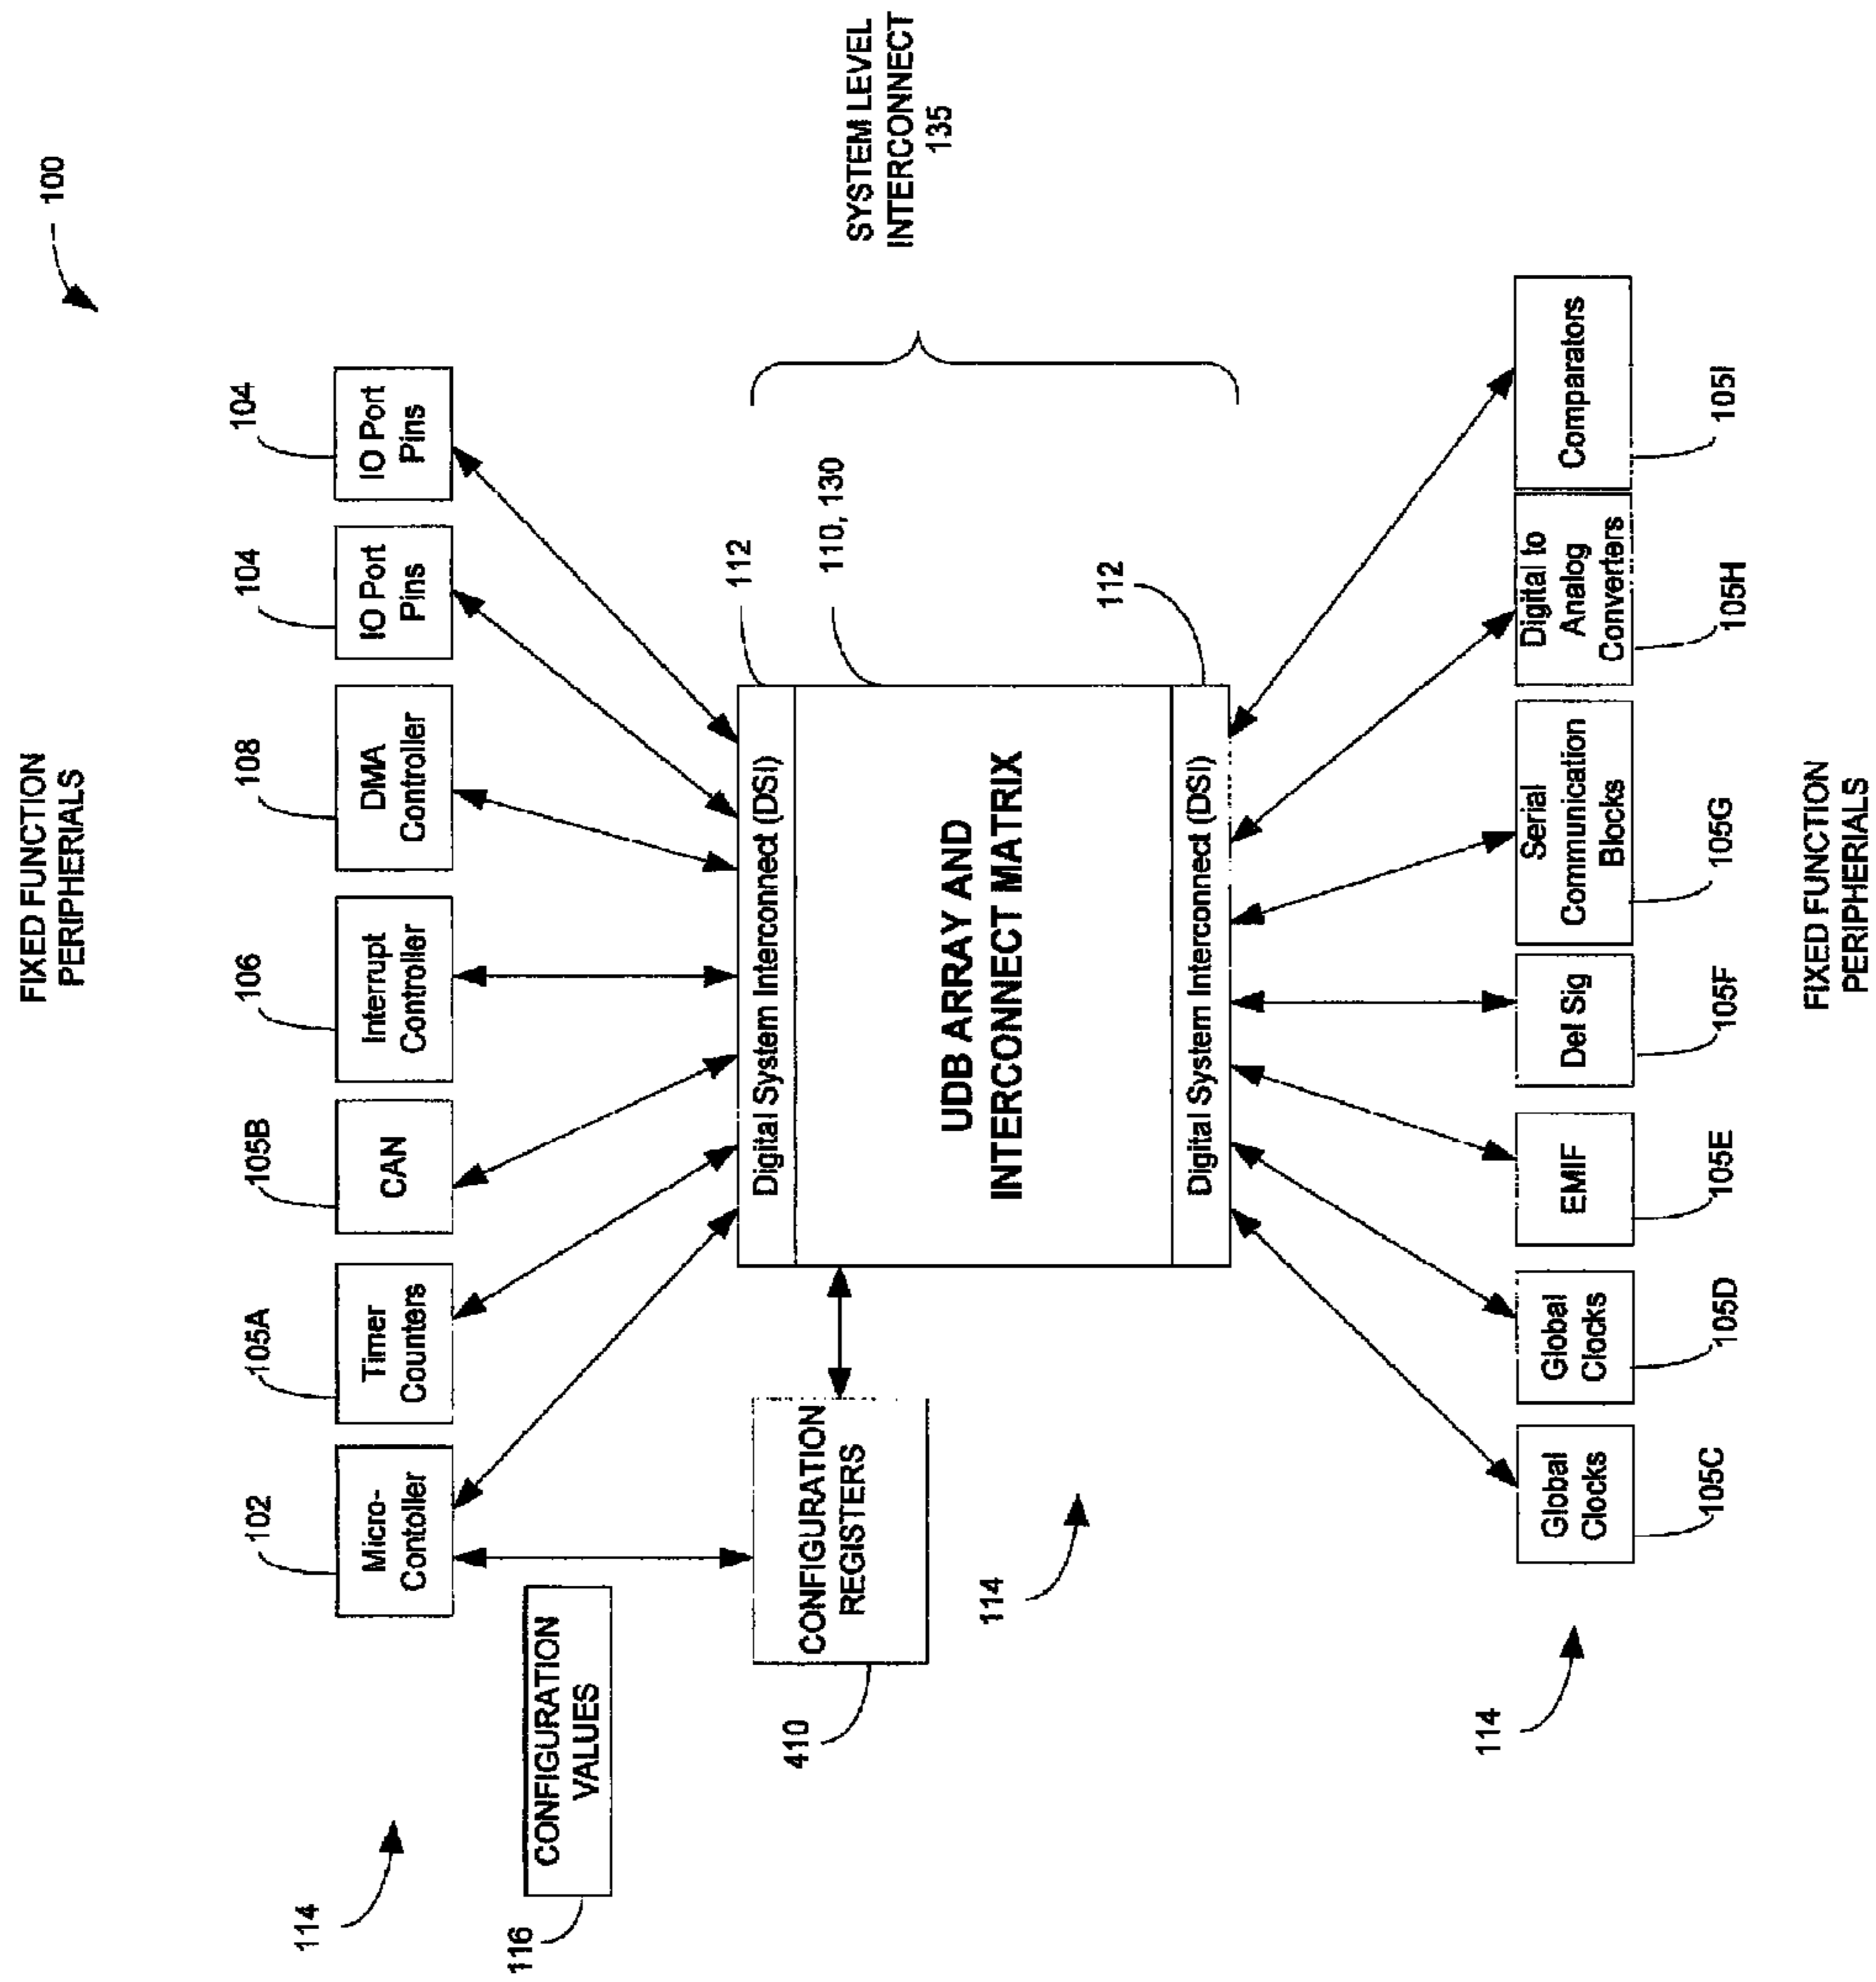 FIXED FUNCTION
PERIPHERIALS
100
102
105A
105B
106
108
104
104
Micro-
Contoller
Timer
Counters
CAN
Interrupt
Controller
DMA
Controller
IO Port
Pins
IO Port
Pins
114
116
CONFIGURATION
VALUES
112
110, 130
112
Digital System Interconnect (DSI)
UDB ARRAY AND
INTERCONNECT MATRIX
Digital System Interconnect (DSI)
SYSTEM LEVEL
INTERCONNECT
135
CONFIGURATION
REGISTERS
410
114
114
Global
Clocks
Global
Clocks
EMIF
Del Sig
Serial
Communication
Blocks
Digital to
Analog
Converters
Comparators
105C
105D
105E
105F
105G
105H
105I
FIXED FUNCTION
PERIPHERIALS